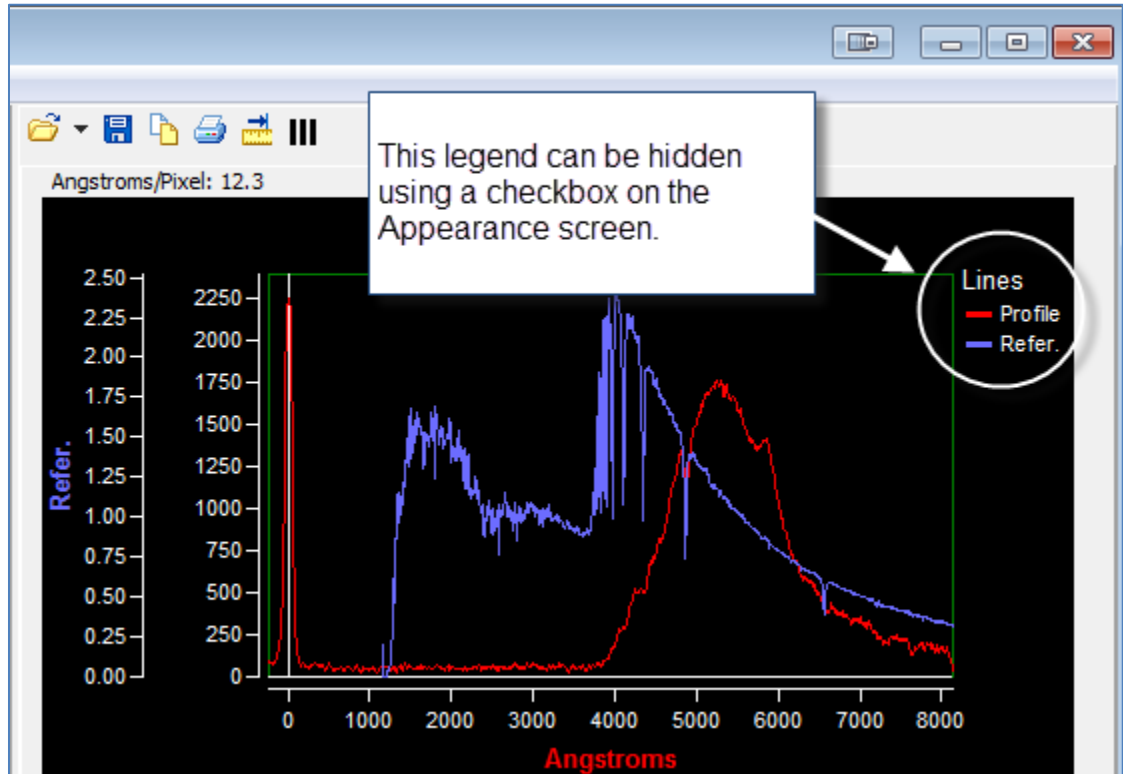 Angstroms/Pixel: 12.3
This legend can be hidden
using a checkbox on the
Appearance screen.
Lines
Profile
Refer.
Refer.
2.50
2.25
2.00
1.75
1.50
1.25
1.00
0.75
0.50
0.25
0.00
2250
2000
1750
1500
1250
1000
750
500
250
0
0 1000 2000 3000 4000 5000 6000 7000 8000
Angstroms